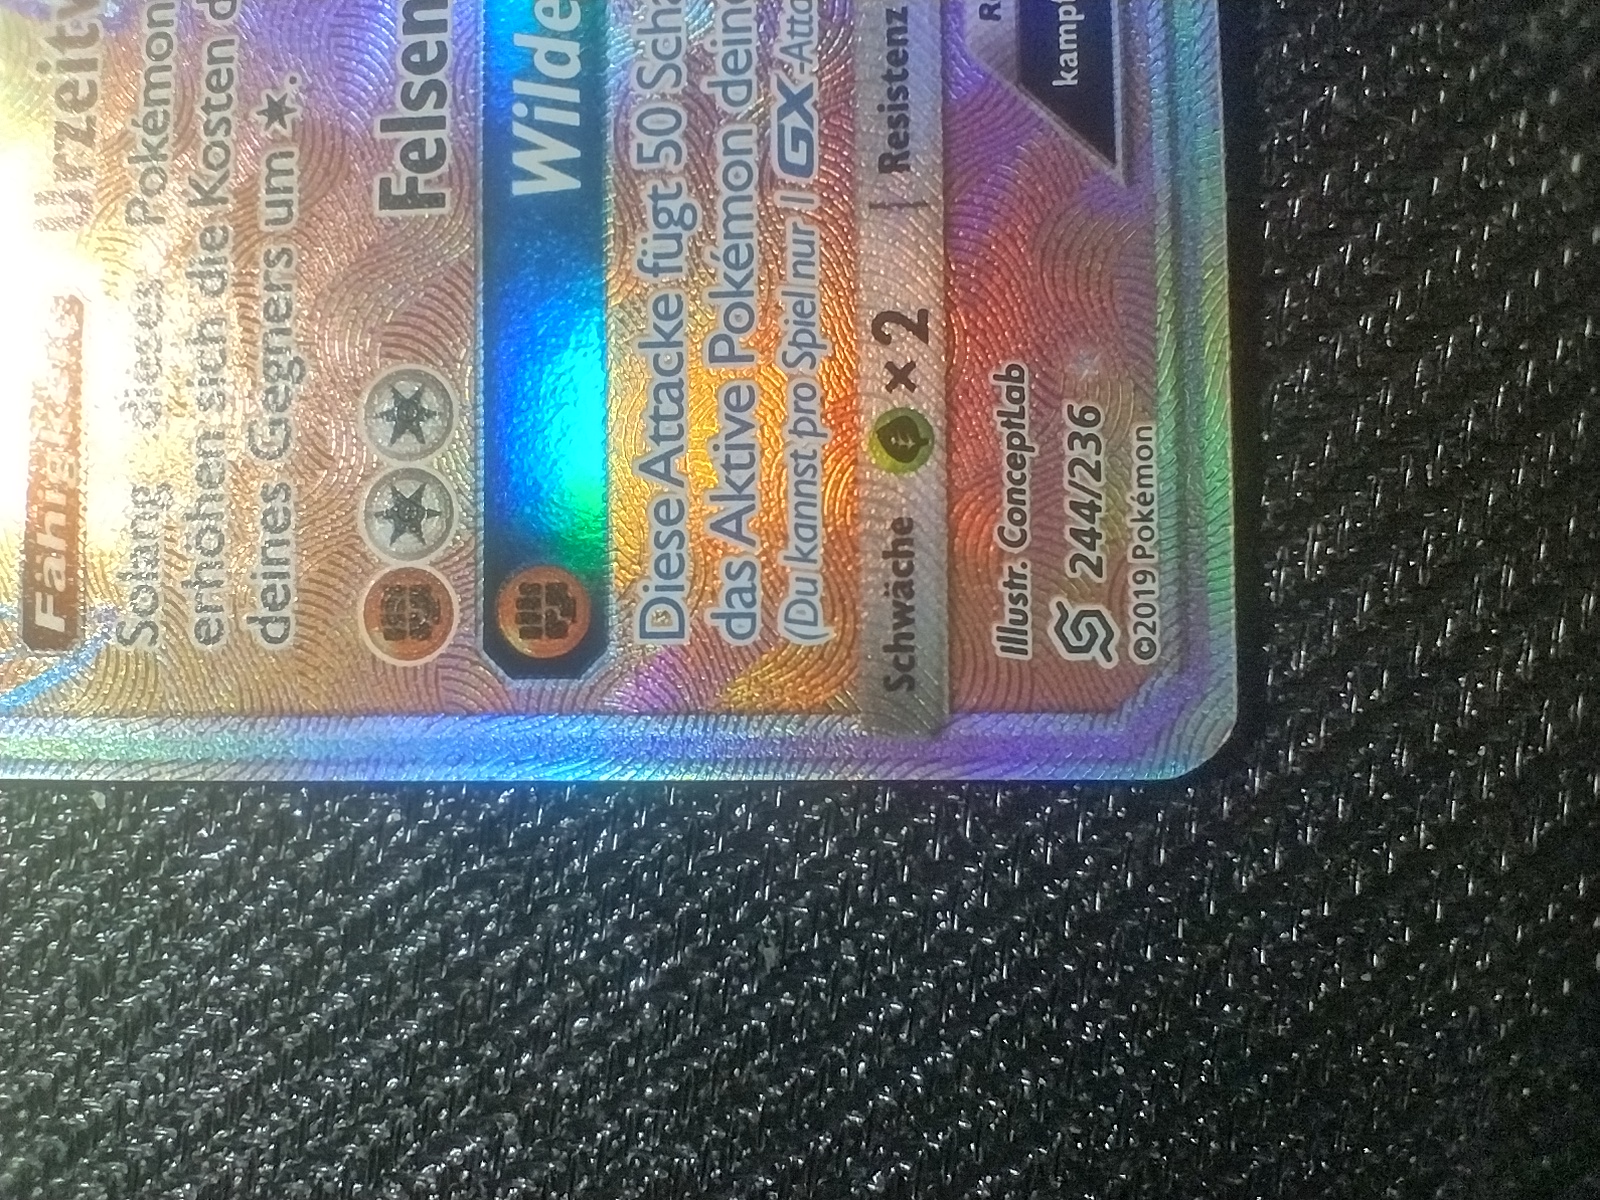 Fähigkeit Urzeit
Solang dieses Pokémon
erhöhen sich die Kosten d
deines Gegners um ✶.
Felsen
Wilde
Diese Attacke fügt 50 Scha
das Aktive Pokémon deine
(Du kannst pro Spiel nur 1 GX-Atta
Schwäche ×2 | Resistenz
R
Illustr. ConceptLab
kampf
244/236
©2019 Pokémon